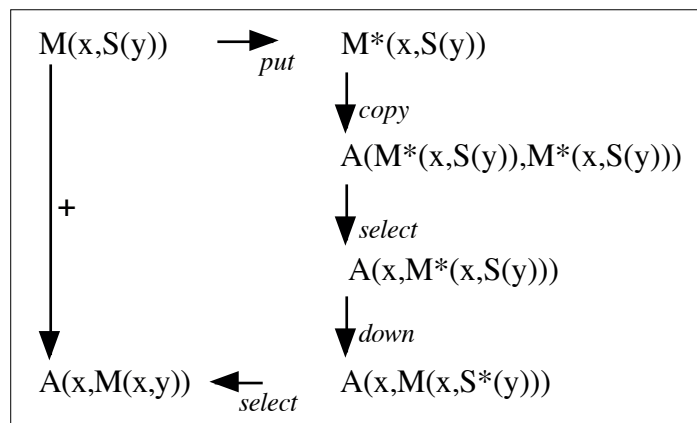 M(x,S(y)) put M*(x,S(y))
copy
A(M*(x,S(y)),M*(x,S(y)))
+
select
A(x,M*(x,S(y)))
down
A(x,M(x,y)) select A(x,M(x,S*(y)))